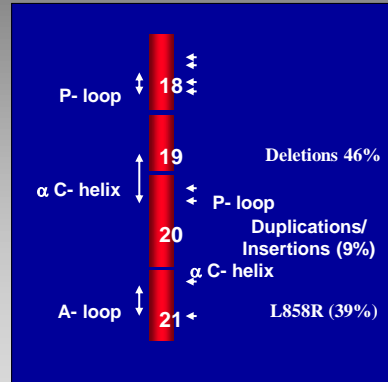 18
P- loop
19
Deletions 46%
α C- helix
P- loop
20
Duplications/
Insertions (9%)
α C- helix
A- loop
21
L858R (39%)